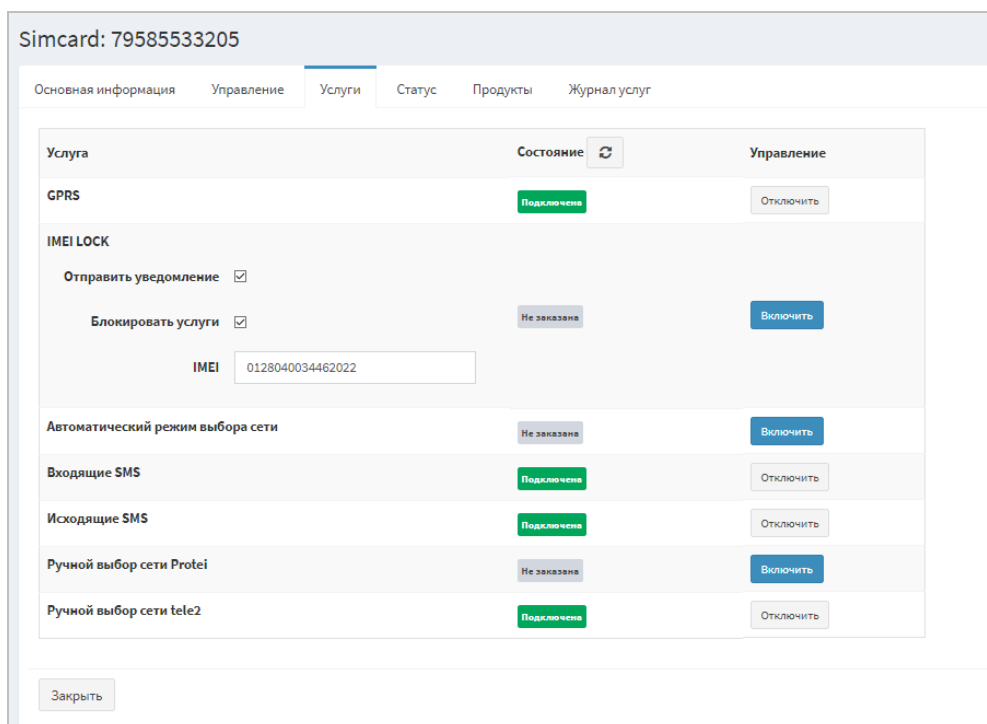 Simcard: 79585533205
Основная информация Управление Услуги Статус Продукты Журнал услуг
Услуга Состояние Управление
GPRS Подключена Отключить
IMEI LOCK
Отправить уведомление
Блокировать услуги Не заказана Включить
IMEI 0128040034462022
Автоматический режим выбора сети Не заказана Включить
Входящие SMS Подключена Отключить
Исходящие SMS Подключена Отключить
Ручной выбор сети Protei Не заказана Включить
Ручной выбор сети tele2 Подключена Отключить
Закрыть